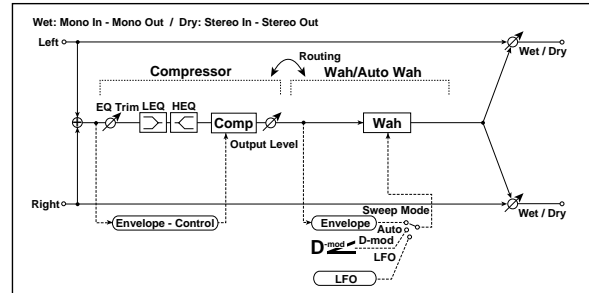 Wet: Mono In - Mono Out / Dry: Stereo In - Stereo Out
Left
Wet / Dry
Routing
Compressor
Wah/Auto Wah
EQ Trim
LEQ
HEQ
Comp
Output Level
Wah
Right
Wet / Dry
Envelope - Control
Envelope
Sweep Mode
Auto
D-mod
D-mod
LFO
LFO